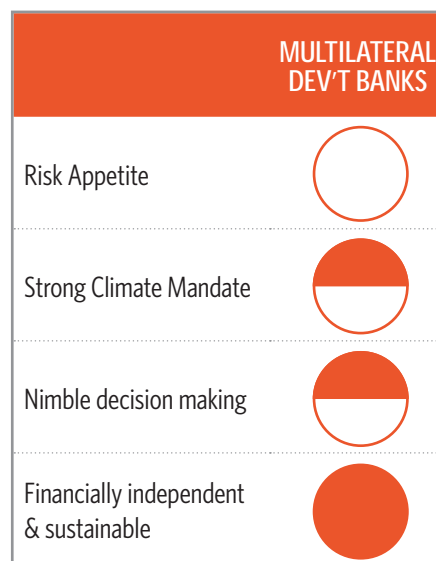 MULTILATERAL
DEV’T BANKS
Risk Appetite
Strong Climate Mandate
Nimble decision making
Financially independent
& sustainable